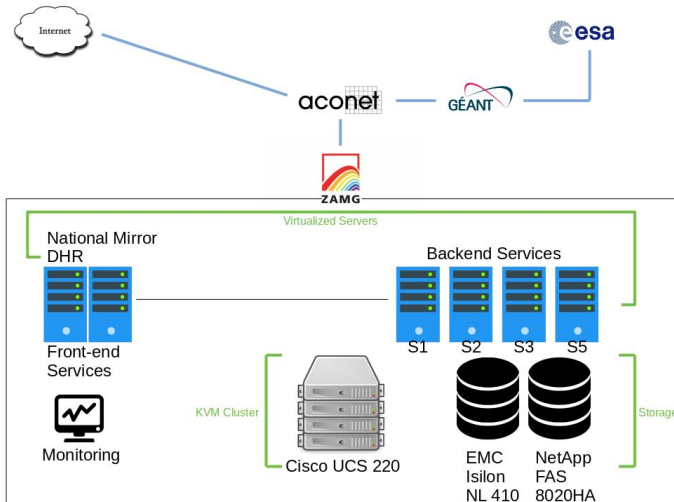 Internet
esa
aconet
GÉANT
ZAMG
Virtualized Servers
National Mirror
DHR
Backend Services
S1 S2 S3 S5
Front-end
Services
KVM Cluster
Storage
Monitoring
Cisco UCS 220
EMC
Isilon
NL 410
NetApp
FAS
8020HA